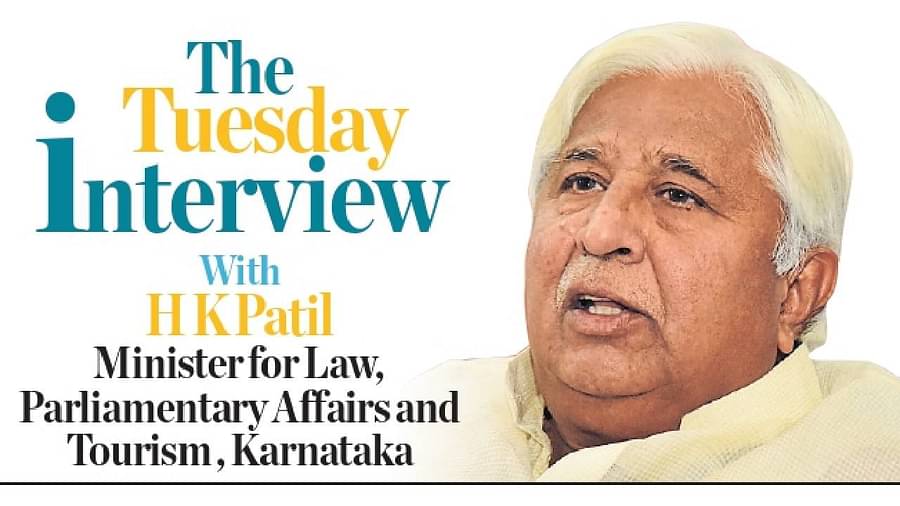 The
Tuesday
interview
With
H K Patil
Minister for Law,
Parliamentary Affairs and
Tourism, Karnataka